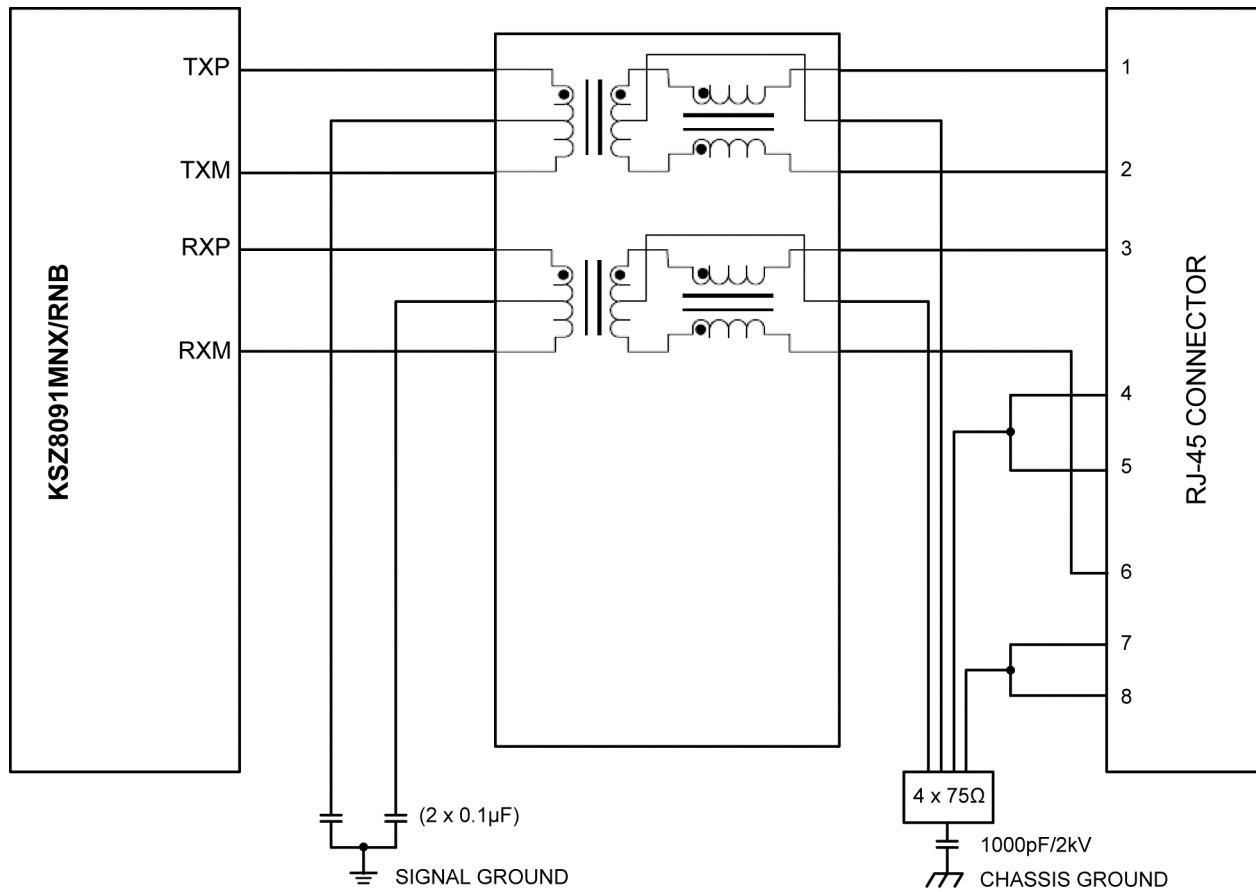 KSZ8091MNX/RNB
TXP
TXM
RXP
RXM
1
2
3
4
5
6
7
8
RJ-45 CONNECTOR
(2 x 0.1µF)
SIGNAL GROUND
4 x 75Ω
1000pF/2kV
CHASSIS GROUND